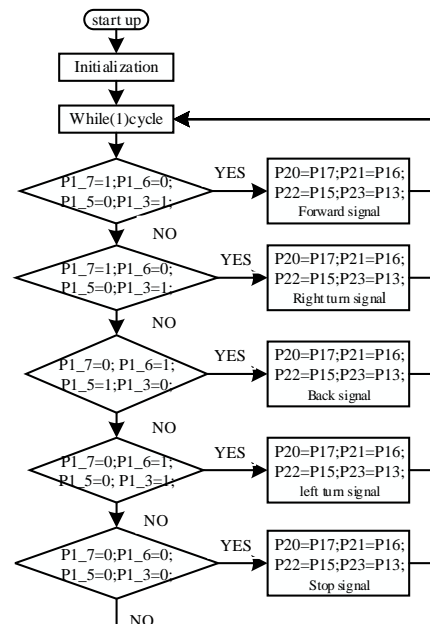 start up
Initialization
While(1)cycle
P1_7=1;P1_6=0;
P1_5=0;P1_3=1;
YES
P20=P17;P21=P16;
P22=P15;P23=P13;
Forward signal
NO
P1_7=1;P1_6=0;
P1_5=0;P1_3=1;
YES
P20=P17;P21=P16;
P22=P15;P23=P13;
Right turn signal
NO
P1_7=0; P1_6=1;
P1_5=1;P1_3=0;
YES
P20=P17;P21=P16;
P22=P15;P23=P13;
Back signal
NO
P1_7=0;P1_6=1;
P1_5=0; P1_3=1;
YES
P20=P17;P21=P16;
P22=P15;P23=P13;
left turn signal
NO
P1_7=0;P1_6=0;
P1_5=0;P1_3=0;
YES
P20=P17;P21=P16;
P22=P15;P23=P13;
Stop signal
NO